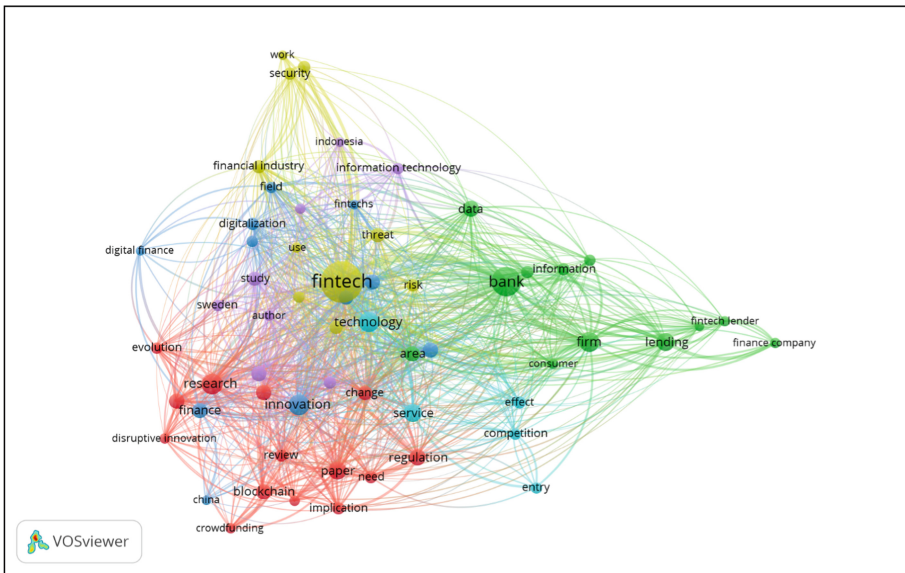 work
security
indonesia
financial industry
information technology
field
fintechs
data
digitalization
threat
digital finance
use
information
study
fintech
risk
bank
sweden
author
technology
fintech lender
evolution
area
firm
lending
finance company
consumer
research
change
finance
innovation
service
effect
disruptive innovation
competition
review
regulation
paper
need
china
blockchain
entry
implication
crowdfunding
VOSviewer